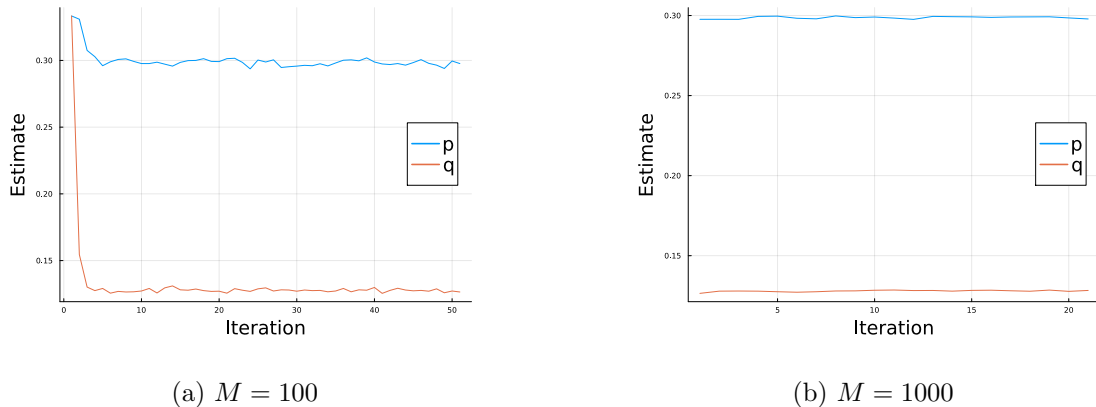 0.30
0.25
0.20
0.15
Estimate
0 10 20 30 40 50
Iteration
p
q
(a) M = 100
0.30
0.25
0.20
0.15
Estimate
5 10 15 20
Iteration
p
q
(b) M = 1000